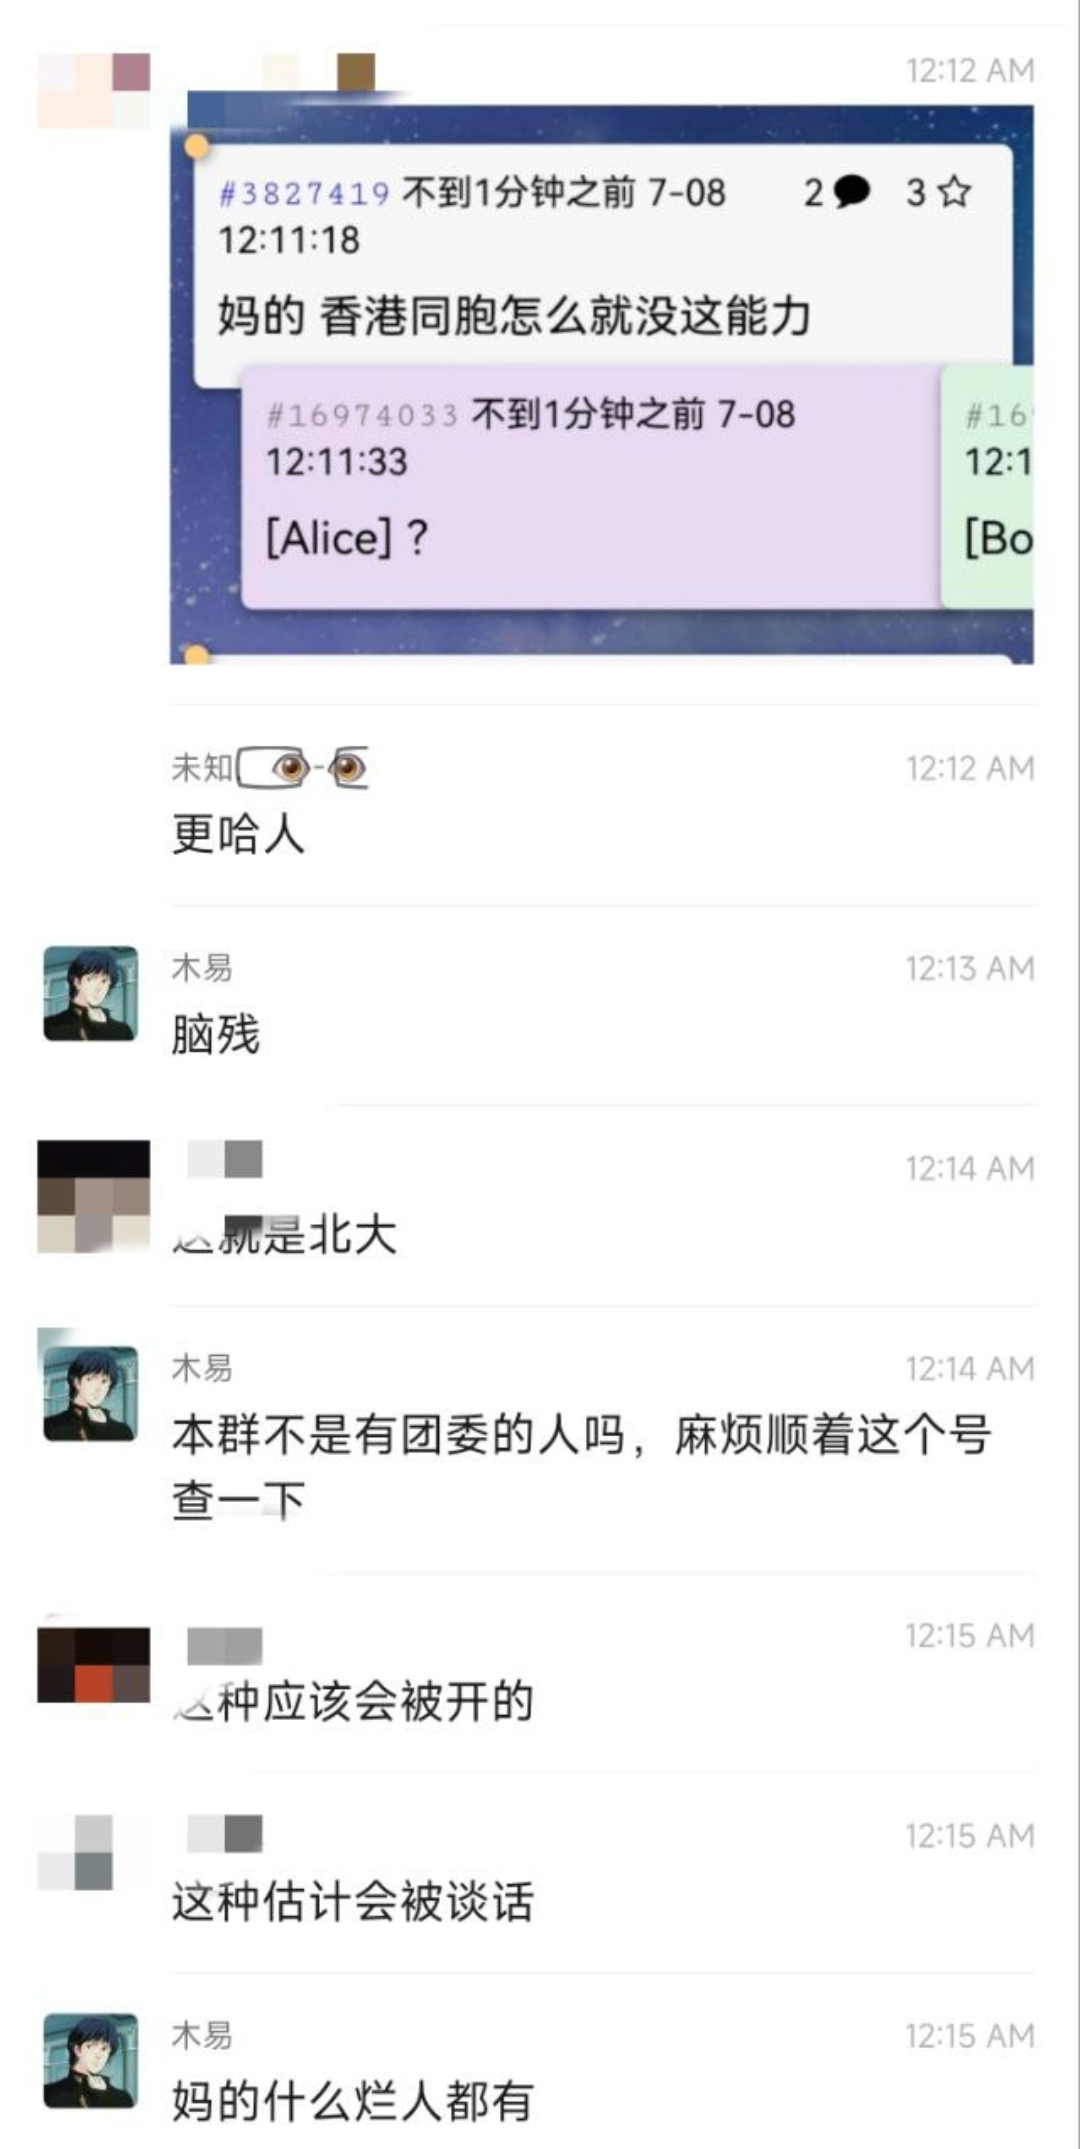 12:12 AM
#3827419 不到1分钟之前 7-08 2 3
12:11:18
妈的 香港同胞怎么就没这能力
#16974033 不到1分钟之前 7-08
12:11:33
[Alice] ?
#16
12:1
[Bo
未知 12:12 AM
更哈人
木易 12:13 AM
脑残
12:14 AM
这就是北大
木易 12:14 AM
本群不是有团委的人吗，麻烦顺着这个号
查一下
12:15 AM
这种应该会被开的
12:15 AM
这种估计会被谈话
木易 12:15 AM
妈的什么烂人都有